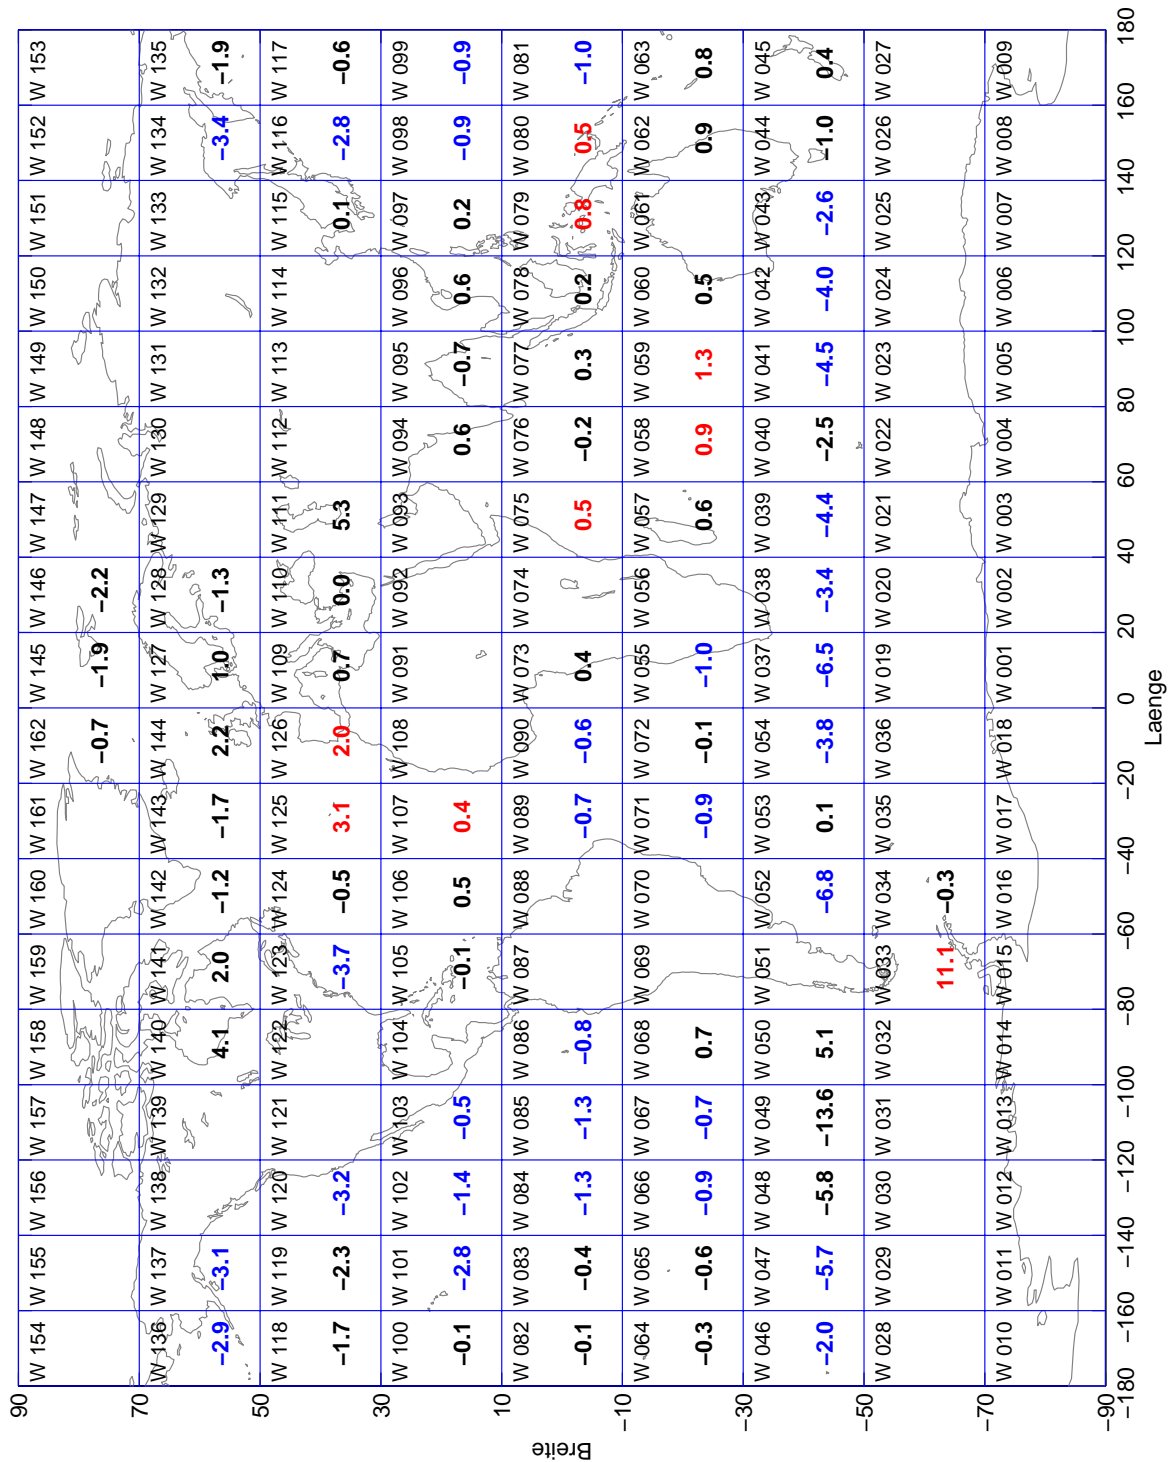 90
W 154 W 155 W 156 W 157 W 158 W 159 W 160 W 161 W 162 W 145 W 146 W 147 W 148 W 149 W 150 W 151 W 152 W 153
−0.7 −1.9 −2.2
70
W 136 W 137 W 138 W 139 W 140 W 141 W 142 W 143 W 144 W 127 W 128 W 129 W 130 W 131 W 132 W 133 W 134 W 135
−2.9 −3.1 4.1 2.0 −1.2 −1.7 2.2 1.0 −1.3 −3.4 −1.9
50
W 118 W 119 W 120 W 121 W 122 W 123 W 124 W 125 W 126 W 109 W 110 W 111 W 112 W 113 W 114 W 115 W 116 W 117
−1.7 −2.3 −3.2 −3.7 −0.5 3.1 2.0 0.7 0.0 5.3 0.1 −2.8 −0.6
30
W 100 W 101 W 102 W 103 W 104 W 105 W 106 W 107 W 108 W 091 W 092 W 093 W 094 W 095 W 096 W 097 W 098 W 099
−0.1 −2.8 −1.4 −0.5 −0.1 0.5 0.4 0.6 −0.7 0.6 0.2 −0.9 −0.9
10
W 082 W 083 W 084 W 085 W 086 W 087 W 088 W 089 W 090 W 073 W 074 W 075 W 076 W 077 W 078 W 079 W 080 W 081
−0.1 −0.4 −1.3 −1.3 −0.8 −0.7 −0.6 0.4 0.5 −0.2 0.3 0.2 0.8 0.5 −1.0
−10
W 064 W 065 W 066 W 067 W 068 W 069 W 070 W 071 W 072 W 055 W 056 W 057 W 058 W 059 W 060 W 061 W 062 W 063
−0.3 −0.6 −0.9 −0.7 0.7 −0.9 −0.1 −1.0 0.6 0.9 1.3 0.5 0.9 0.8
−30
W 046 W 047 W 048 W 049 W 050 W 051 W 052 W 053 W 054 W 037 W 038 W 039 W 040 W 041 W 042 W 043 W 044 W 045
−2.0 −5.7 −5.8 −13.6 5.1 −6.8 0.1 −3.8 −6.5 −3.4 −4.4 −2.5 −4.5 −4.0 −2.6 −1.0 0.4
−50
W 028 W 029 W 030 W 031 W 032 W 033 W 034 W 035 W 036 W 019 W 020 W 021 W 022 W 023 W 024 W 025 W 026 W 027
11.1 −0.3
−70
W 010 W 011 W 012 W 013 W 014 W 015 W 016 W 017 W 018 W 001 W 002 W 003 W 004 W 005 W 006 W 007 W 008 W 009
−90
−180 −160 −140 −120 −100 −80 −60 −40 −20 0 20 40 60 80 100 120 140 160 180
Laenge
Breite